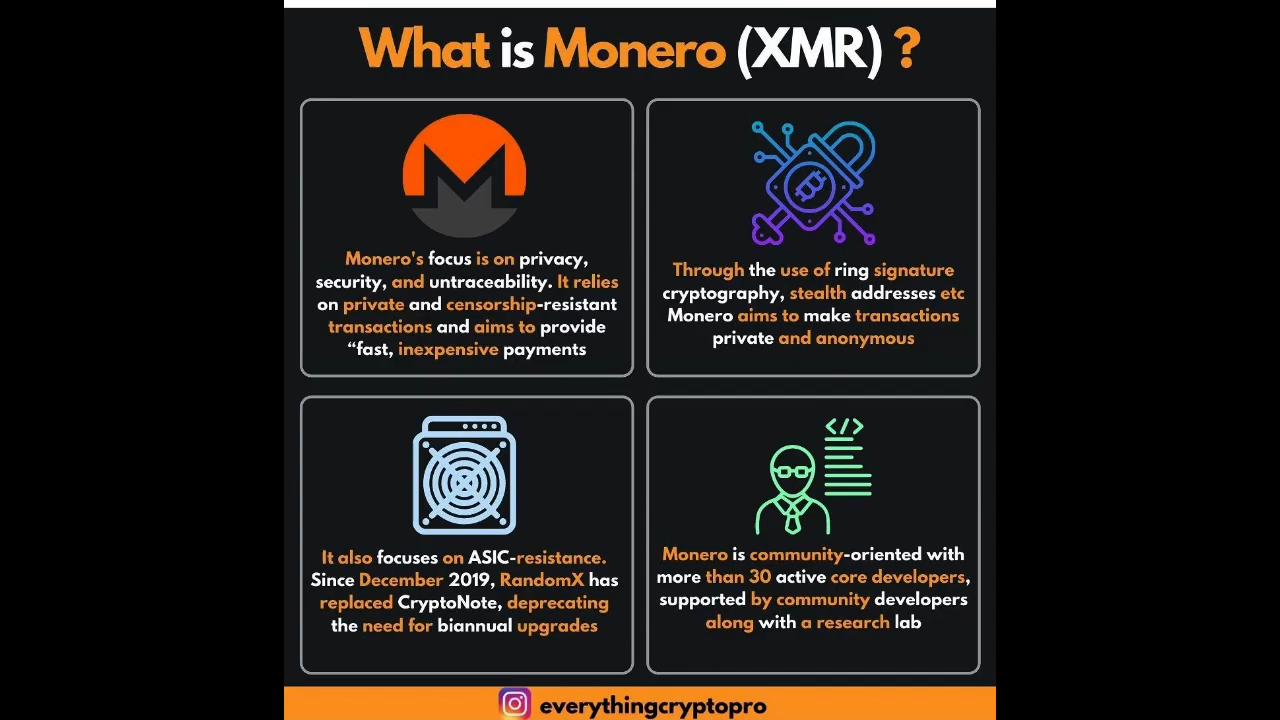 What is Monero (XMR) ?
Monero's focus is on privacy,
security, and untraceability. It relies
on private and censorship-resistant
transactions and aims to provide
“fast, inexpensive payments
Through the use of ring signature
cryptography, stealth addresses etc
Monero aims to make transactions
private and anonymous
It also focuses on ASIC-resistance.
Since December 2019, RandomX has
replaced CryptoNote, deprecating
the need for biannual upgrades
</>
Monero is community-oriented with
more than 30 active core developers,
supported by community developers
along with a research lab
everythingcryptopro